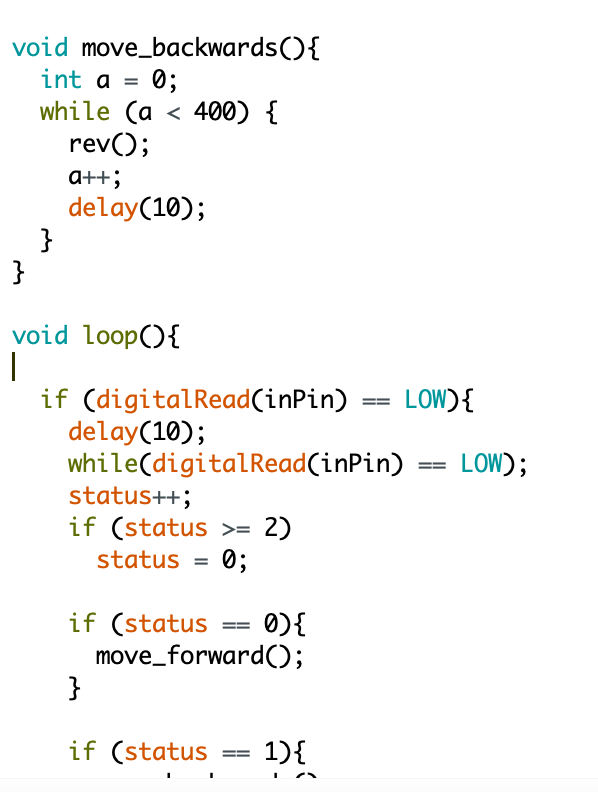 void move_backwards(){
  int a = 0;
  while (a < 400) {
    rev();
    a++;
    delay(10);
  }
}
void loop(){
  if (digitalRead(inPin) == LOW){
    delay(10);
    while(digitalRead(inPin) == LOW);
    status++;
    if (status >= 2)
      status = 0;
    if (status == 0){
      move_forward();
    }
    if (status == 1){